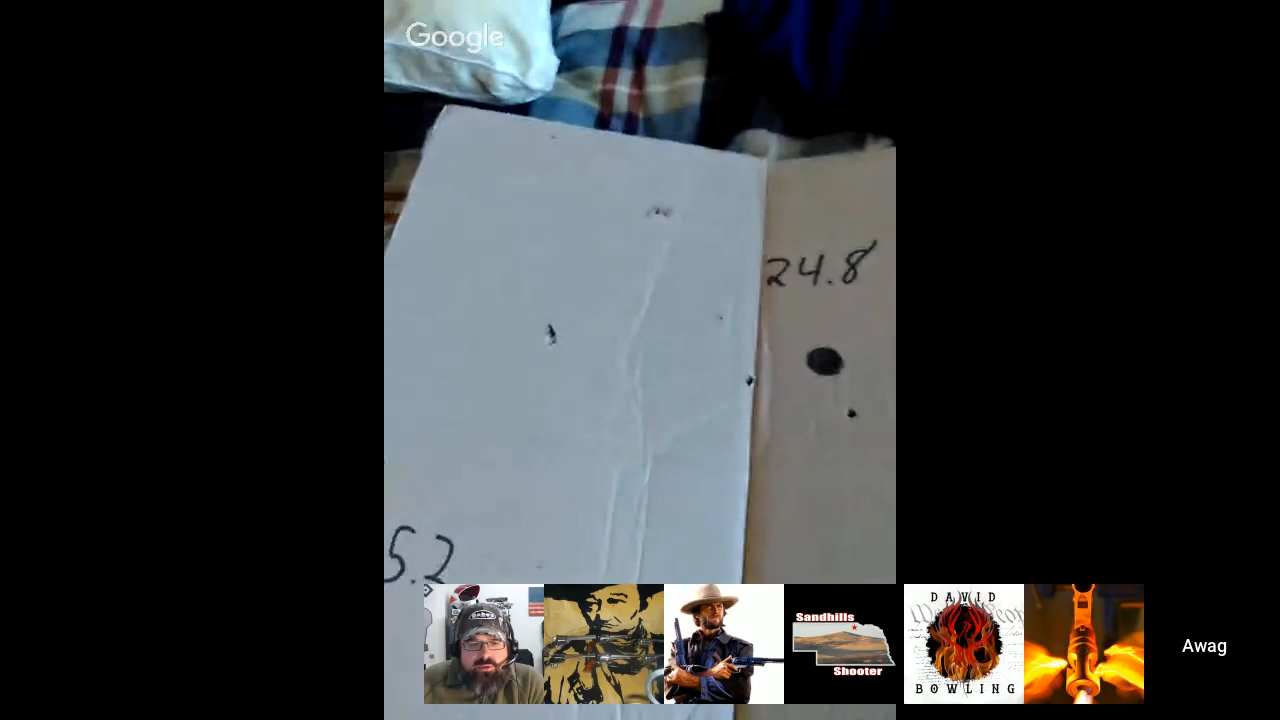 Google
24.8
5.2
Sandhills
Shooter
DAVID
BOWLING
Awag